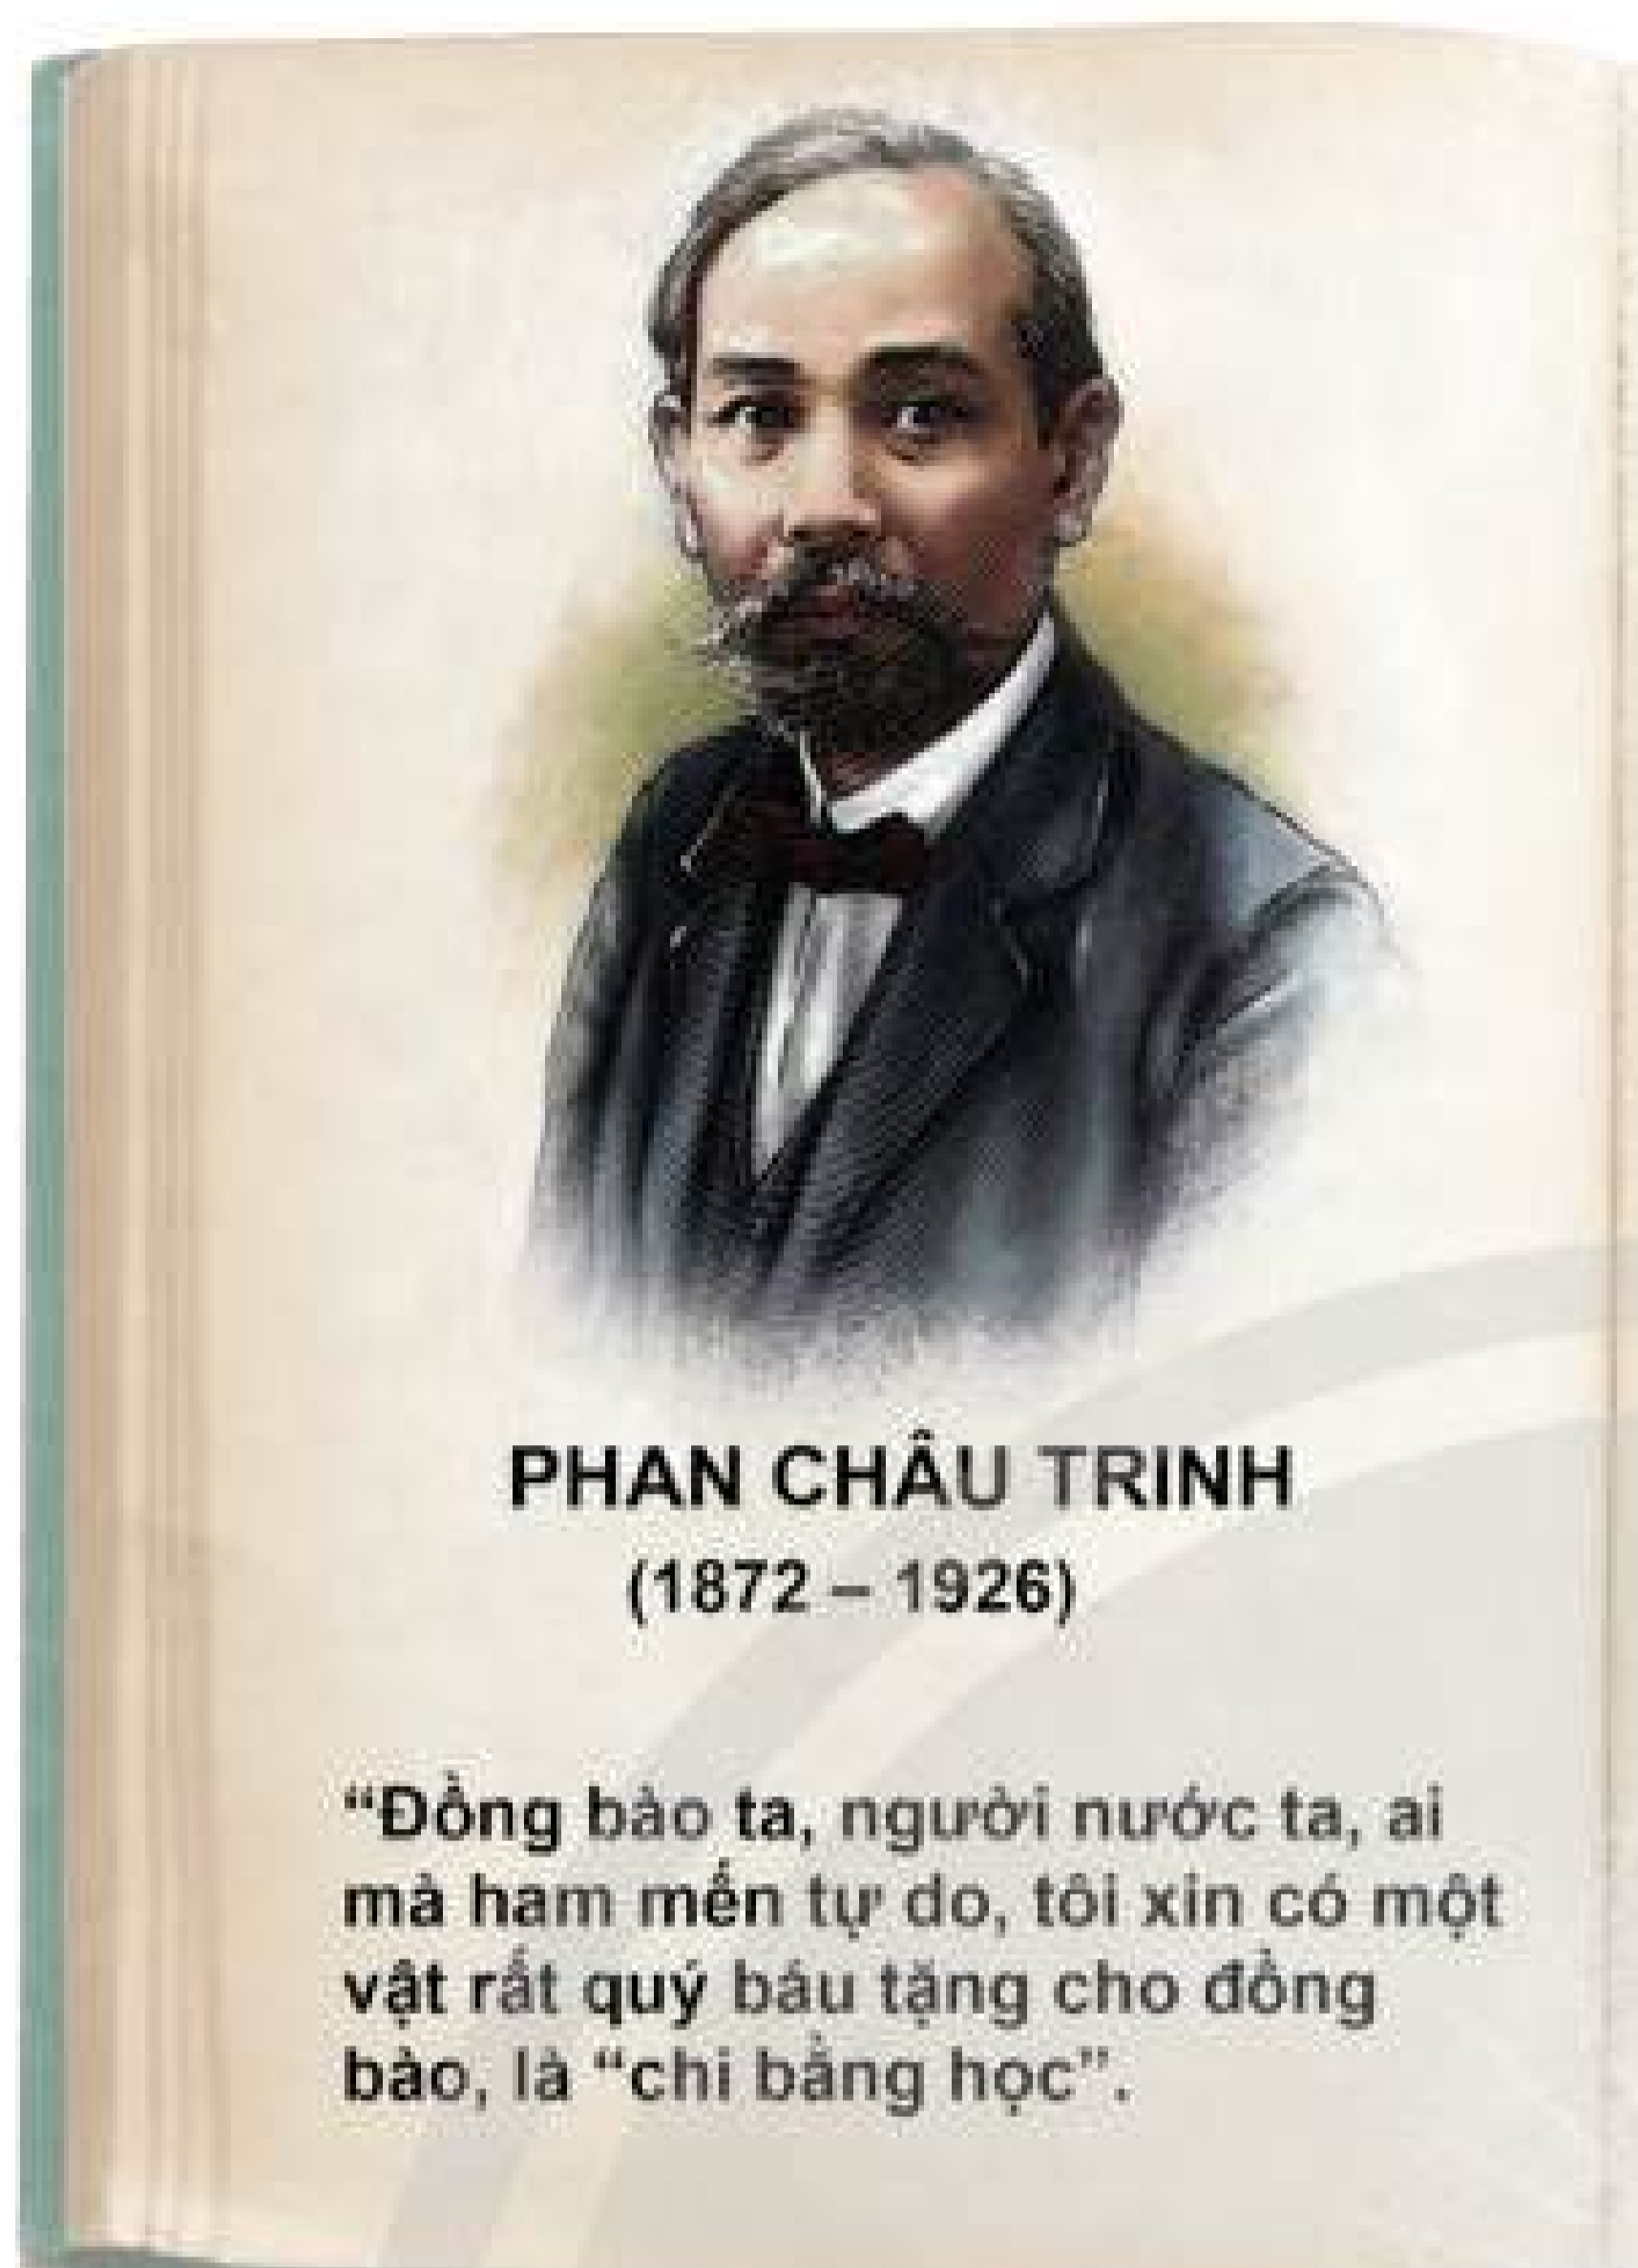 PHAN CHÂU TRINH
(1872 – 1926)
“Đồng bào ta, người nước ta, ai
mà ham mến tự do, tôi xin có một
vật rất quý báu tặng cho đồng
bào, là “chi bằng học”.